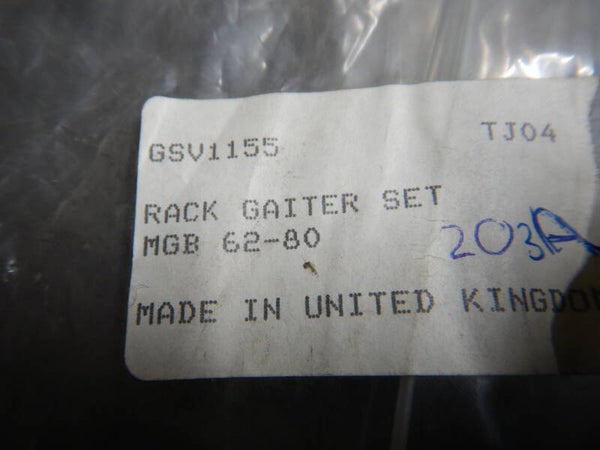 GSV1155 TJ04
RACK GAITER SET
MGB 62-80
203A
MADE IN UNITED KINGDO